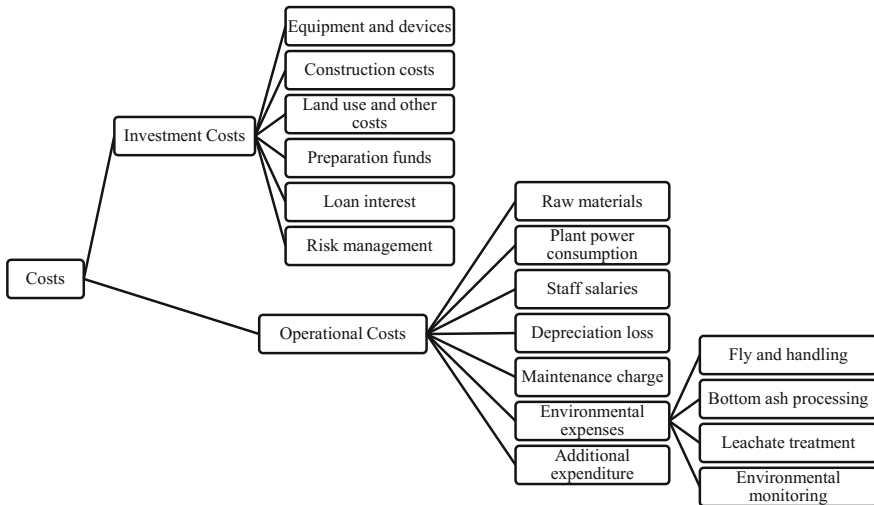 Equipment and devices
Construction costs
Land use and other
costs
Investment Costs
Preparation funds
Loan interest
Risk management
Costs
Raw materials
Plant power
consumption
Staff salaries
Operational Costs
Depreciation loss
Maintenance charge
Environmental
expenses
Additional
expenditure
Fly and handling
Bottom ash processing
Leachate treatment
Environmental
monitoring